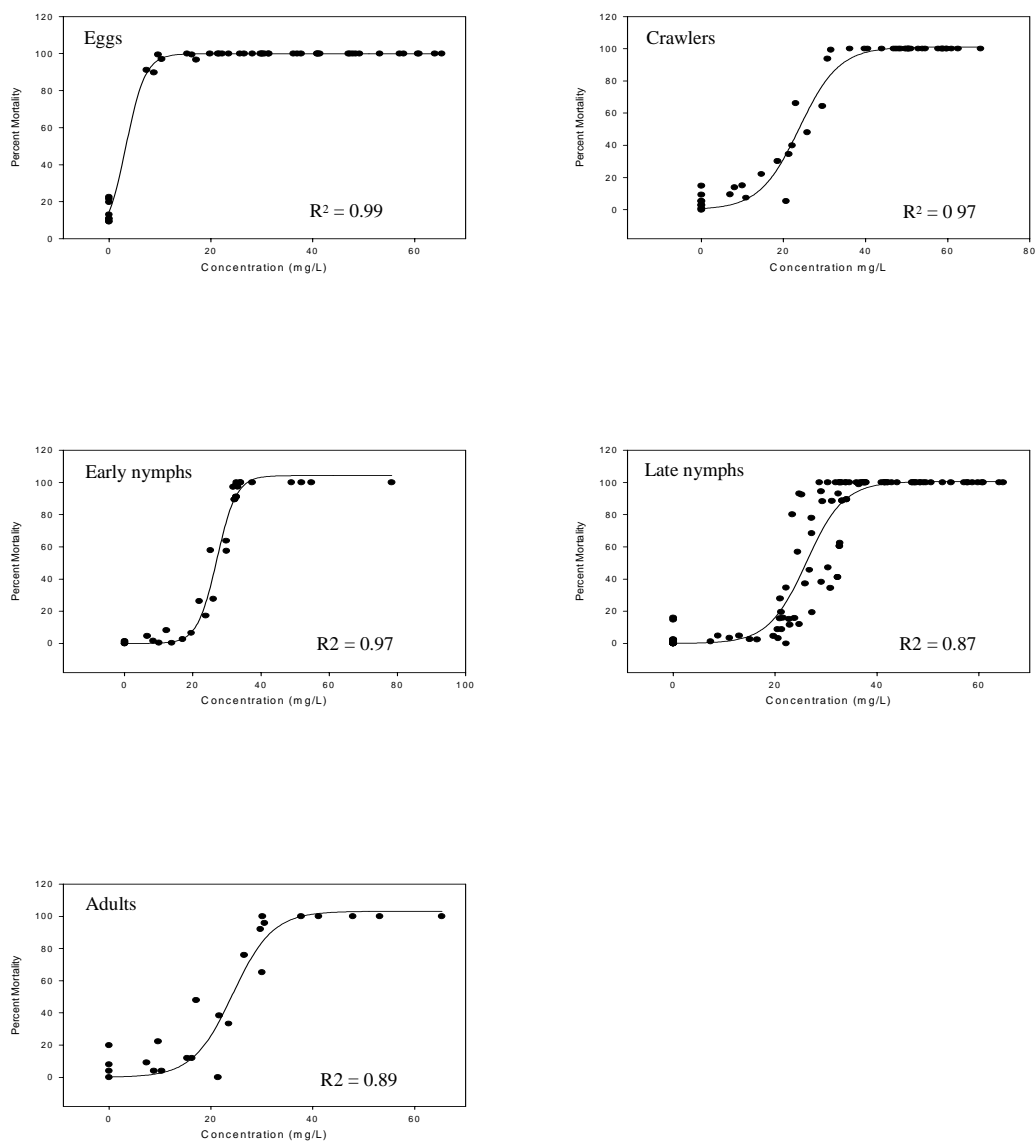 120
100
80
60
40
20
0
Percent Mortality
Eggs
R² = 0.99
0 20 40 60
Concentration (mg/L)
120
100
80
60
40
20
0
Percent Mortality
Crawlers
R² = 0 97
0 20 40 60 80
Concentration mg/L
120
100
80
60
40
20
0
Percent Mortality
Early nymphs
R2 = 0.97
0 20 40 60 80 100
Concentration (mg/L)
120
100
80
60
40
20
0
Percent Mortality
Late nymphs
R2 = 0.87
0 20 40 60
Concentration (mg/L)
120
100
80
60
40
20
0
Percent Mortality
Adults
R2 = 0.89
0 20 40 60
Concentration (mg/L)